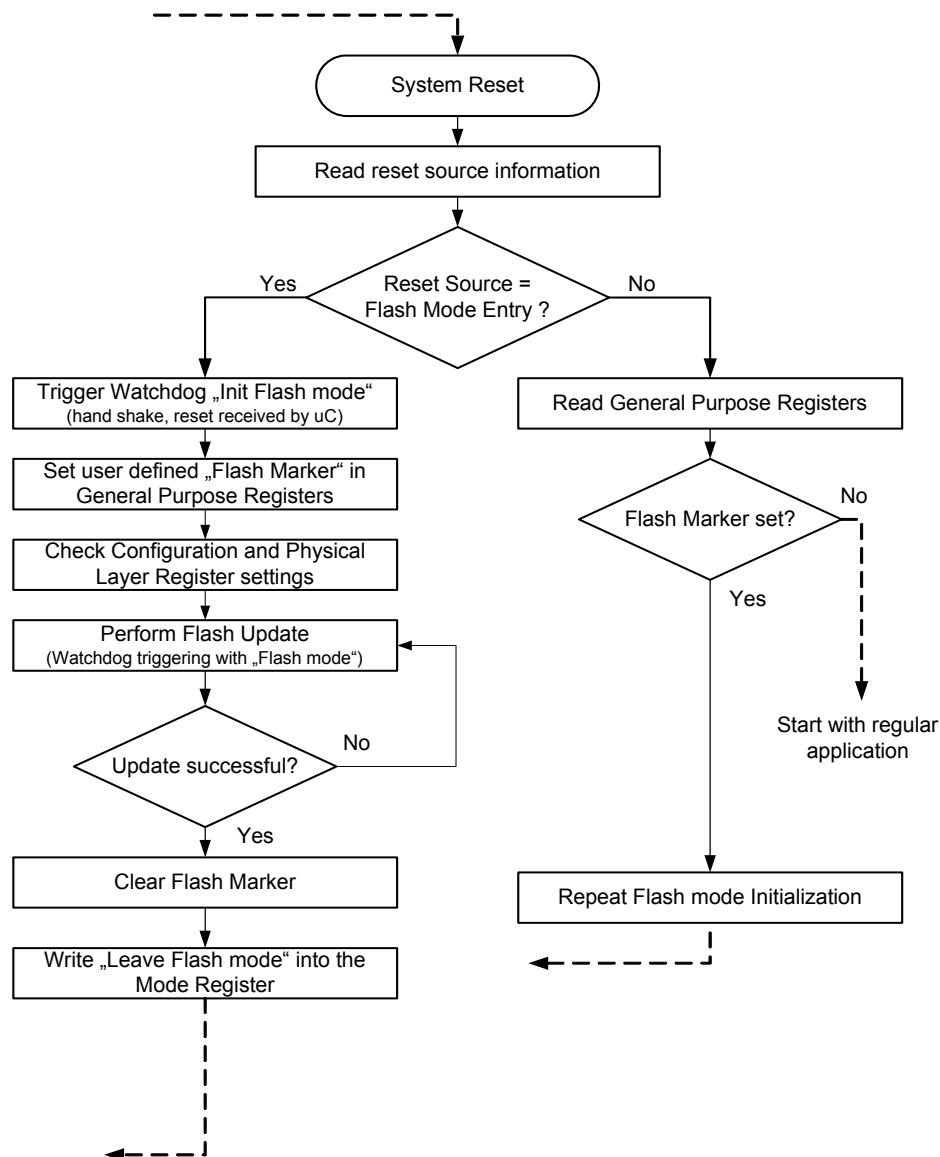 System Reset
Read reset source information
Reset Source =
Flash Mode Entry ?
Yes
No
Trigger Watchdog „Init Flash mode“
(hand shake, reset received by uC)
Set user defined „Flash Marker“ in
General Purpose Registers
Check Configuration and Physical
Layer Register settings
Perform Flash Update
(Watchdog triggering with „Flash mode“)
Update successful?
No
Yes
Clear Flash Marker
Write „Leave Flash mode“ into the
Mode Register
Read General Purpose Registers
Flash Marker set?
No
Yes
Start with regular
application
Repeat Flash mode Initialization